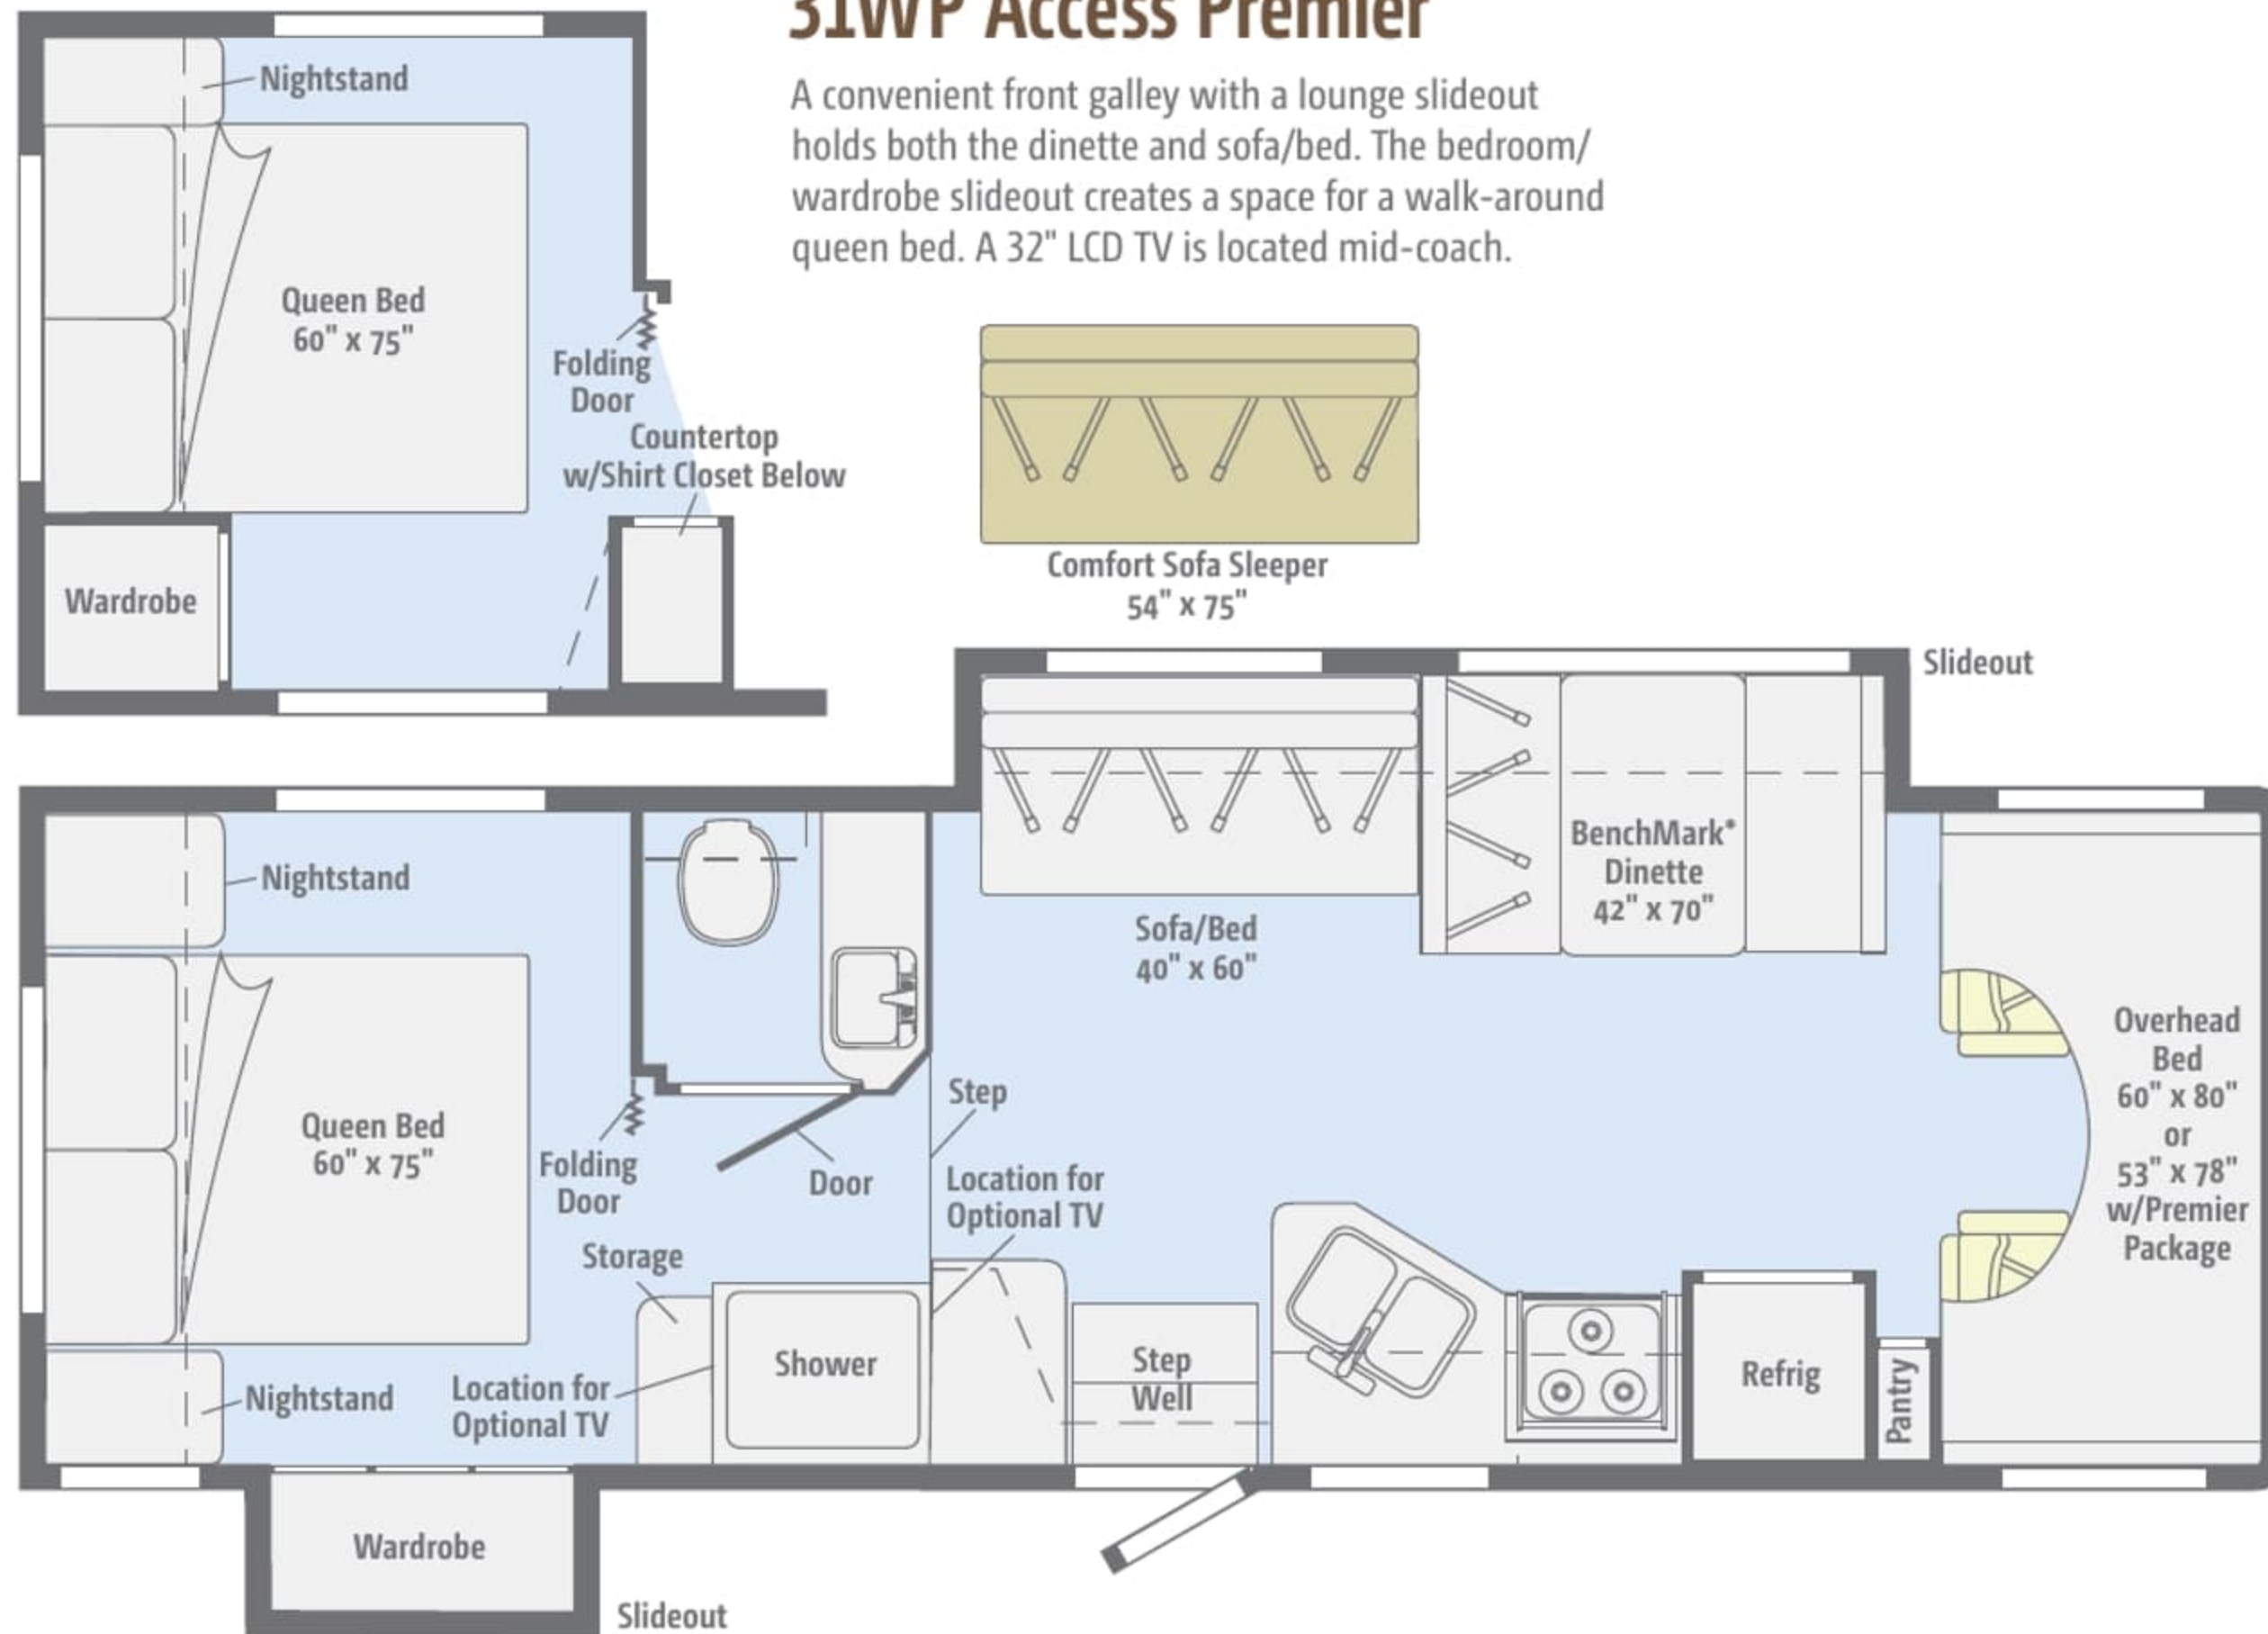 31WP Access Premier
A convenient front galley with a lounge slideout
holds both the dinette and sofa/bed. The bedroom/
wardrobe slideout creates a space for a walk-around
queen bed. A 32" LCD TV is located mid-coach.
Nightstand
Queen Bed
60" x 75"
Folding
Door
Countertop
w/Shirt Closet Below
Wardrobe
Comfort Sofa Sleeper
54" x 75"
Slideout
Nightstand
BenchMark*
Dinette
42" x 70"
Sofa/Bed
40" x 60"
Overhead
Bed
60" x 80"
or
53" x 78"
w/Premier
Package
Queen Bed
60" x 75"
Folding
Door
Door
Step
Location for
Optional TV
Storage
Shower
Step
Well
Refrig
Pantry
Nightstand
Location for
Optional TV
Wardrobe
Slideout